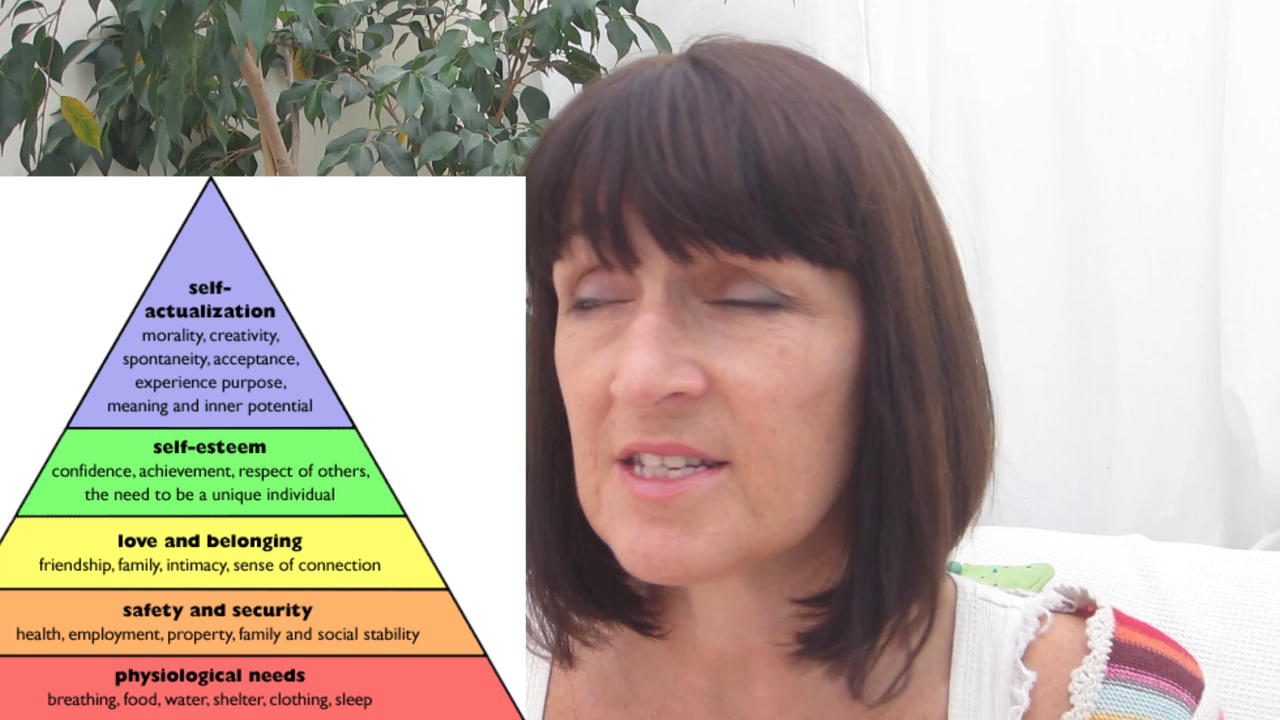 self-
actualization
morality, creativity,
spontaneity, acceptance,
experience purpose,
meaning and inner potential
self-esteem
confidence, achievement, respect of others,
the need to be a unique individual
love and belonging
friendship, family, intimacy, sense of connection
safety and security
health, employment, property, family and social stability
physiological needs
breathing, food, water, shelter, clothing, sleep